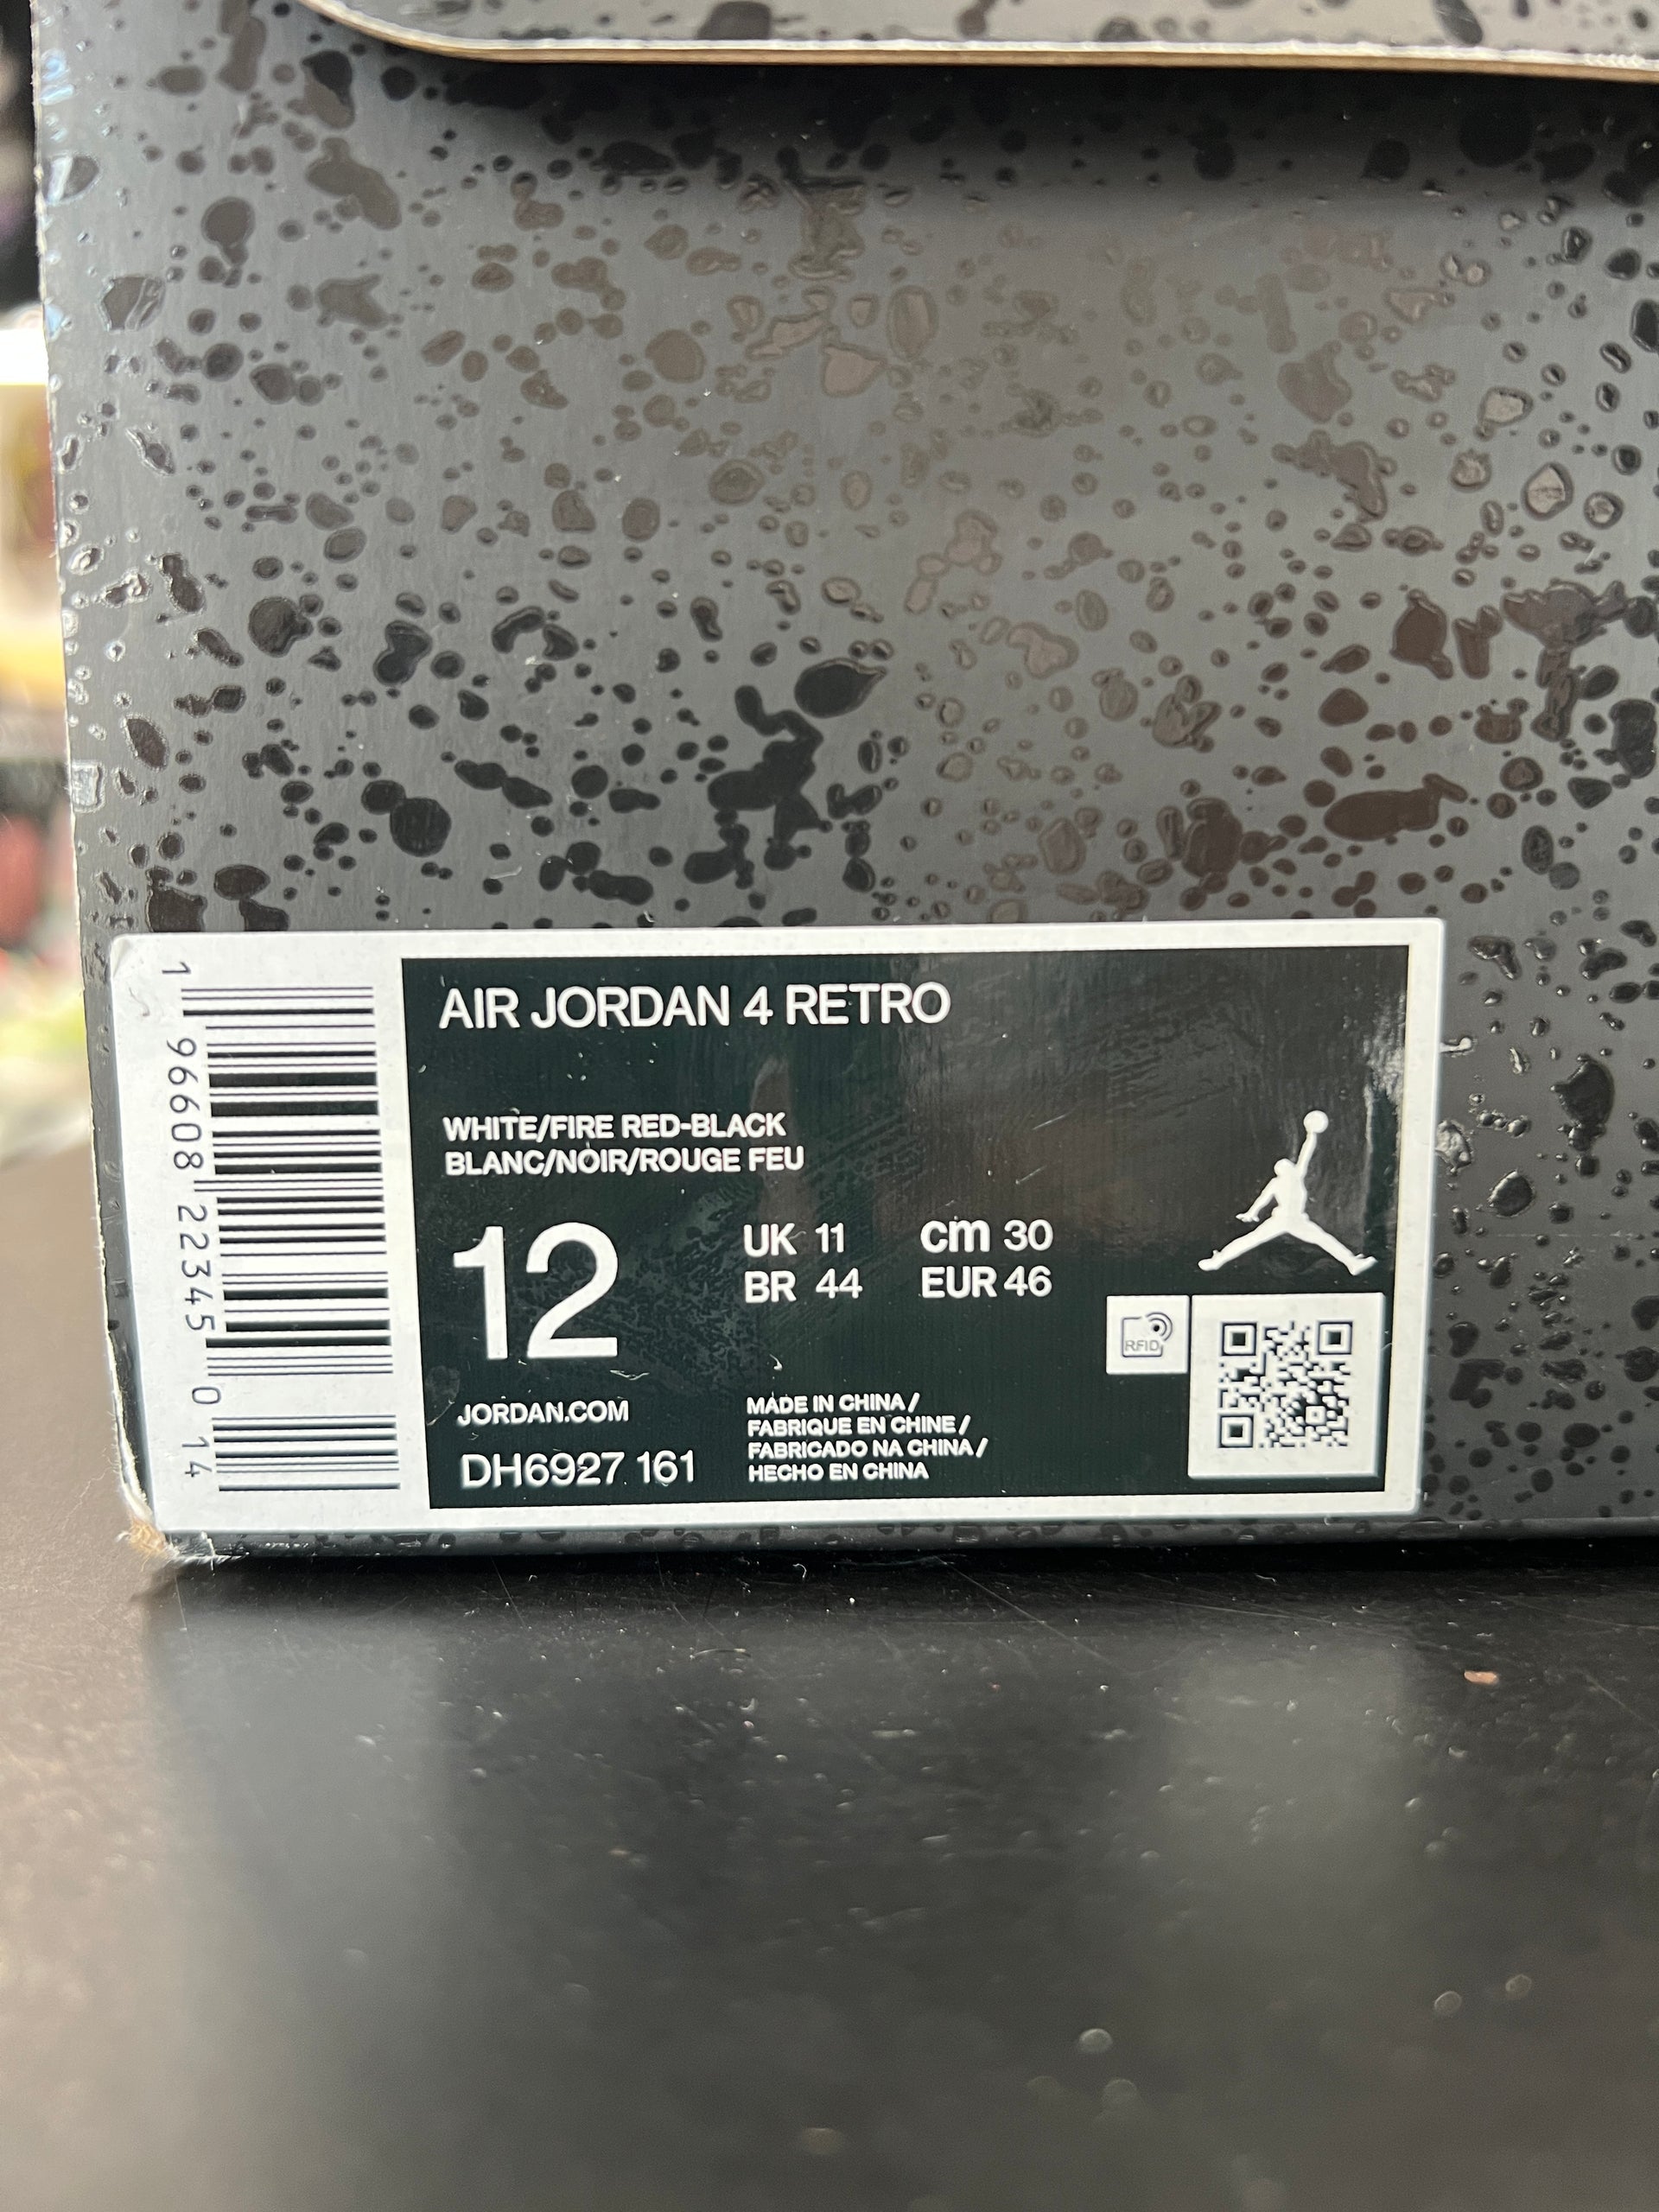 1 96608 22345 0 14
AIR JORDAN 4 RETRO
WHITE/FIRE RED-BLACK
BLANC/NOIR/ROUGE FEU
12
UK 11 cm 30
BR 44 EUR 46
RFID
JORDAN.COM
DH6927 161
MADE IN CHINA /
FABRIQUE EN CHINE /
FABRICADO NA CHINA /
HECHO EN CHINA